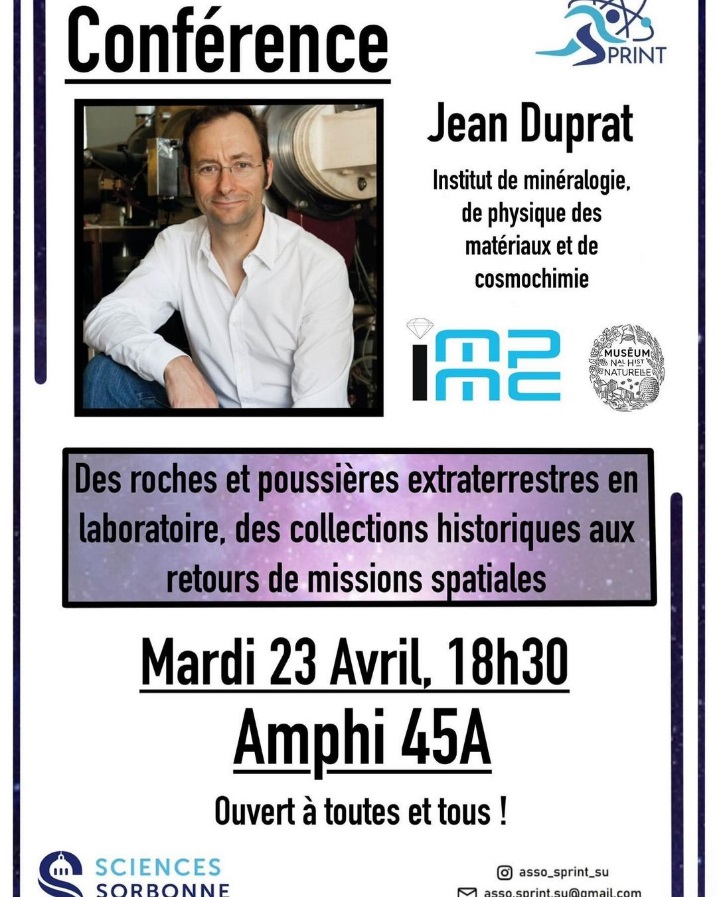 Conférence
SPRINT
Jean Duprat
Institut de minéralogie,
de physique des
matériaux et de
cosmochimie
iMPMC
MUSÉUM
NAL HIST
NATURELLE
Des roches et poussières extraterrestres en
laboratoire, des collections historiques aux
retours de missions spatiales
Mardi 23 Avril, 18h30
Amphi 45A
Ouvert à toutes et tous !
SCIENCES
SORBONNE
asso_sprint_su
asso.sprint.su@gmail.com